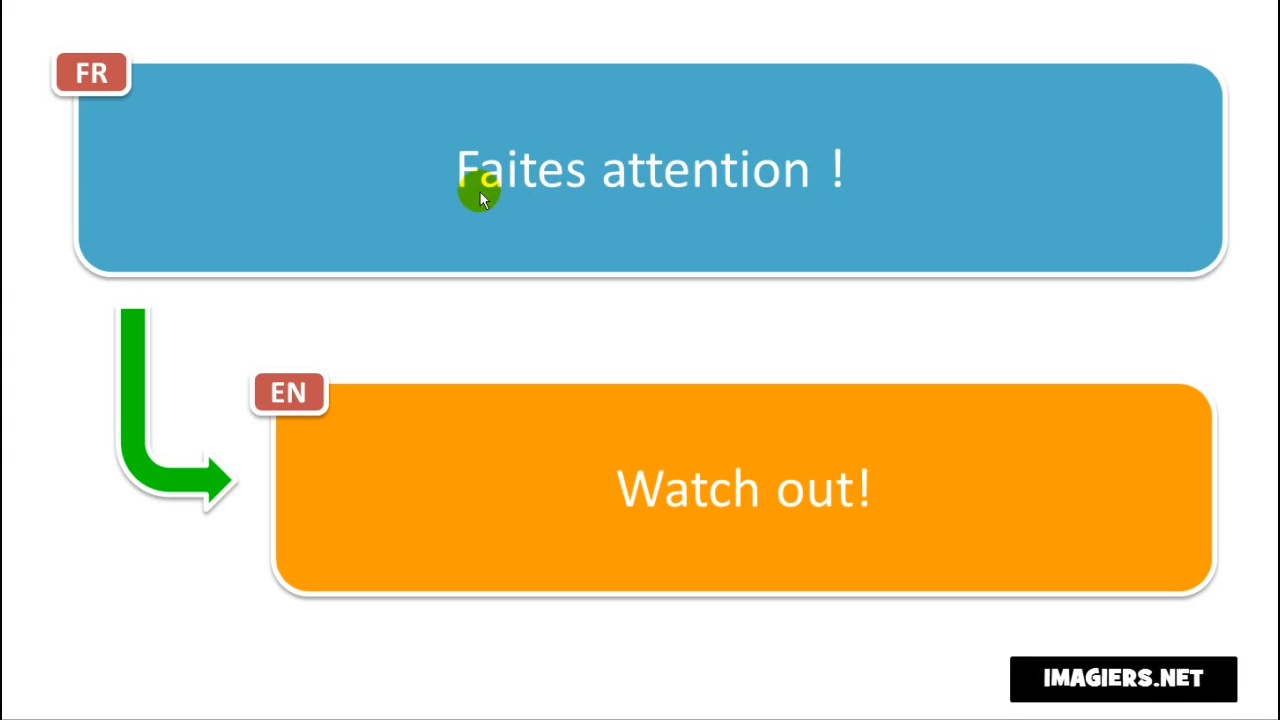 FR
Faites attention !
EN
Watch out!
IMAGIERS.NET